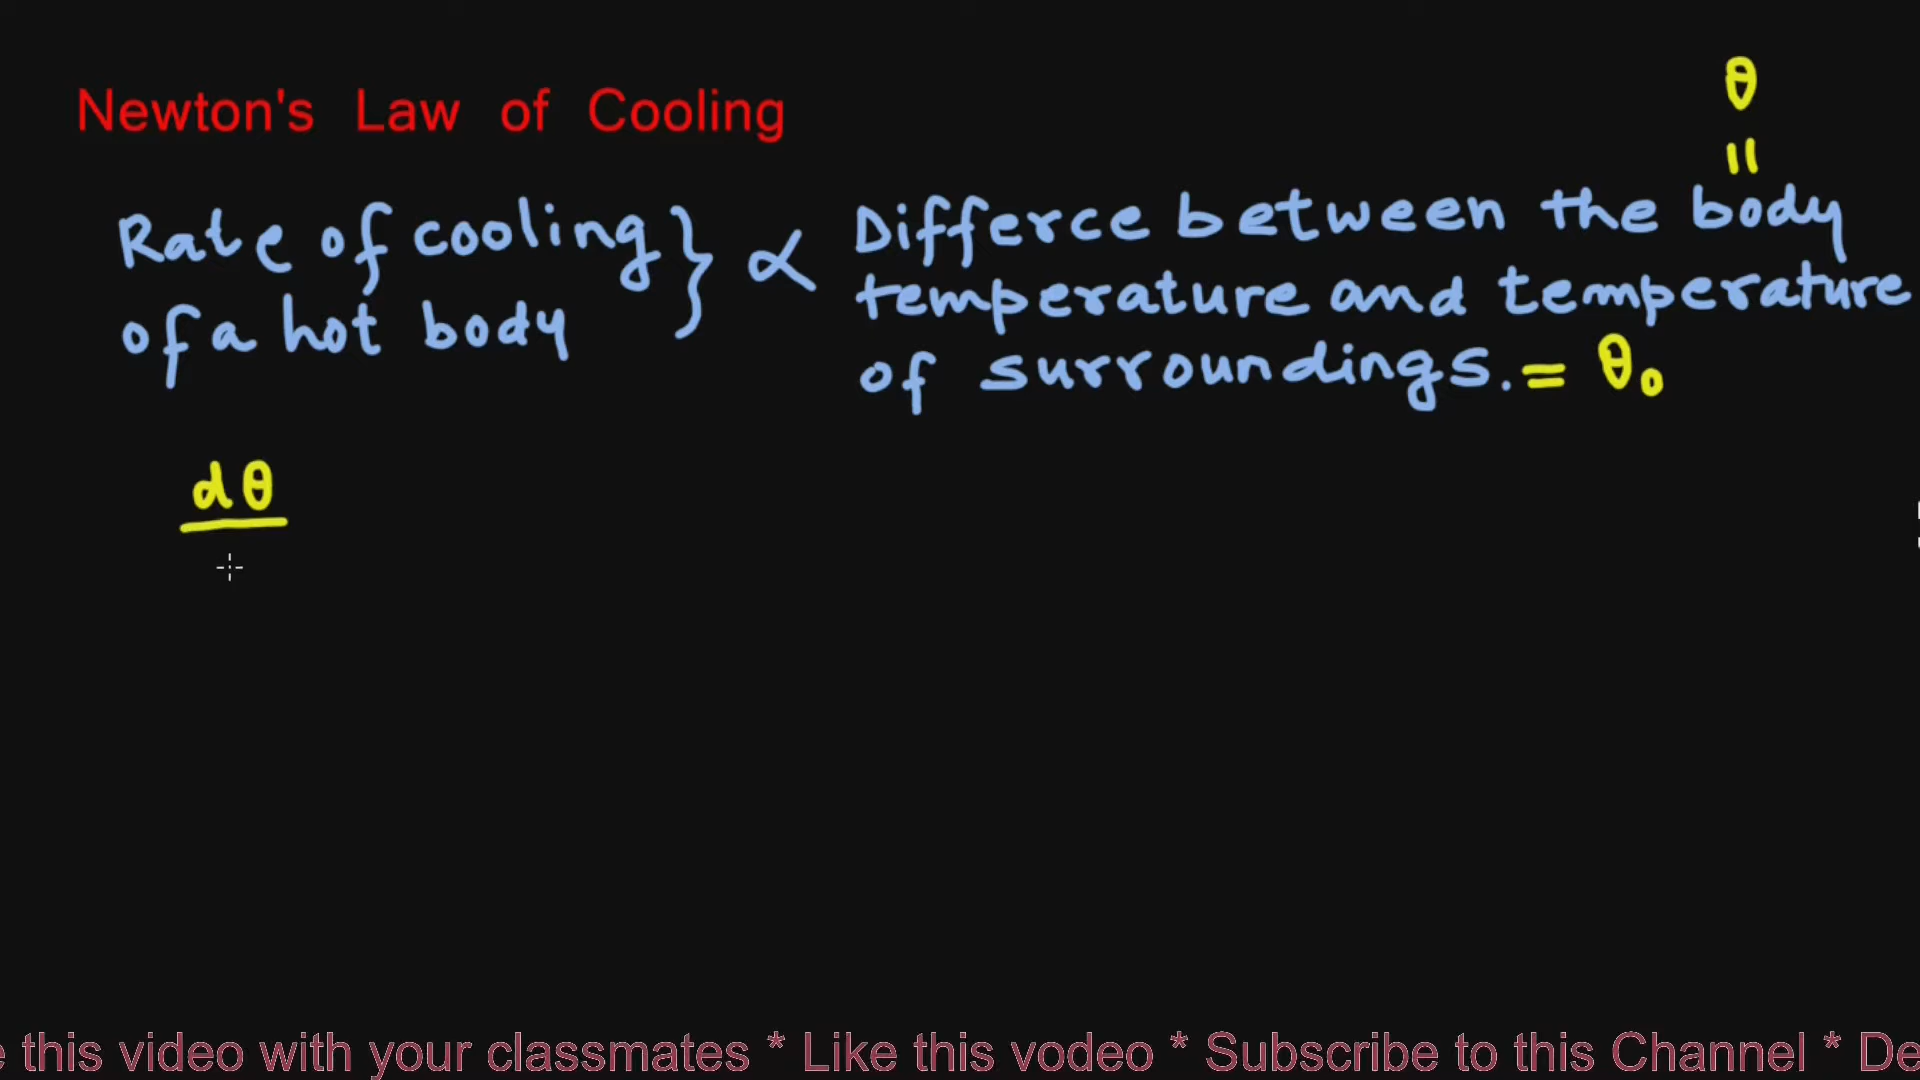 θ
=
Newton's Law of Cooling
Rate of cooling } ∝ Differce between the body
of a hot body temperature and temperature
of surroundings. = θ₀
dθ
e this video with your classmates * Like this vodeo * Subscribe to this Channel * De